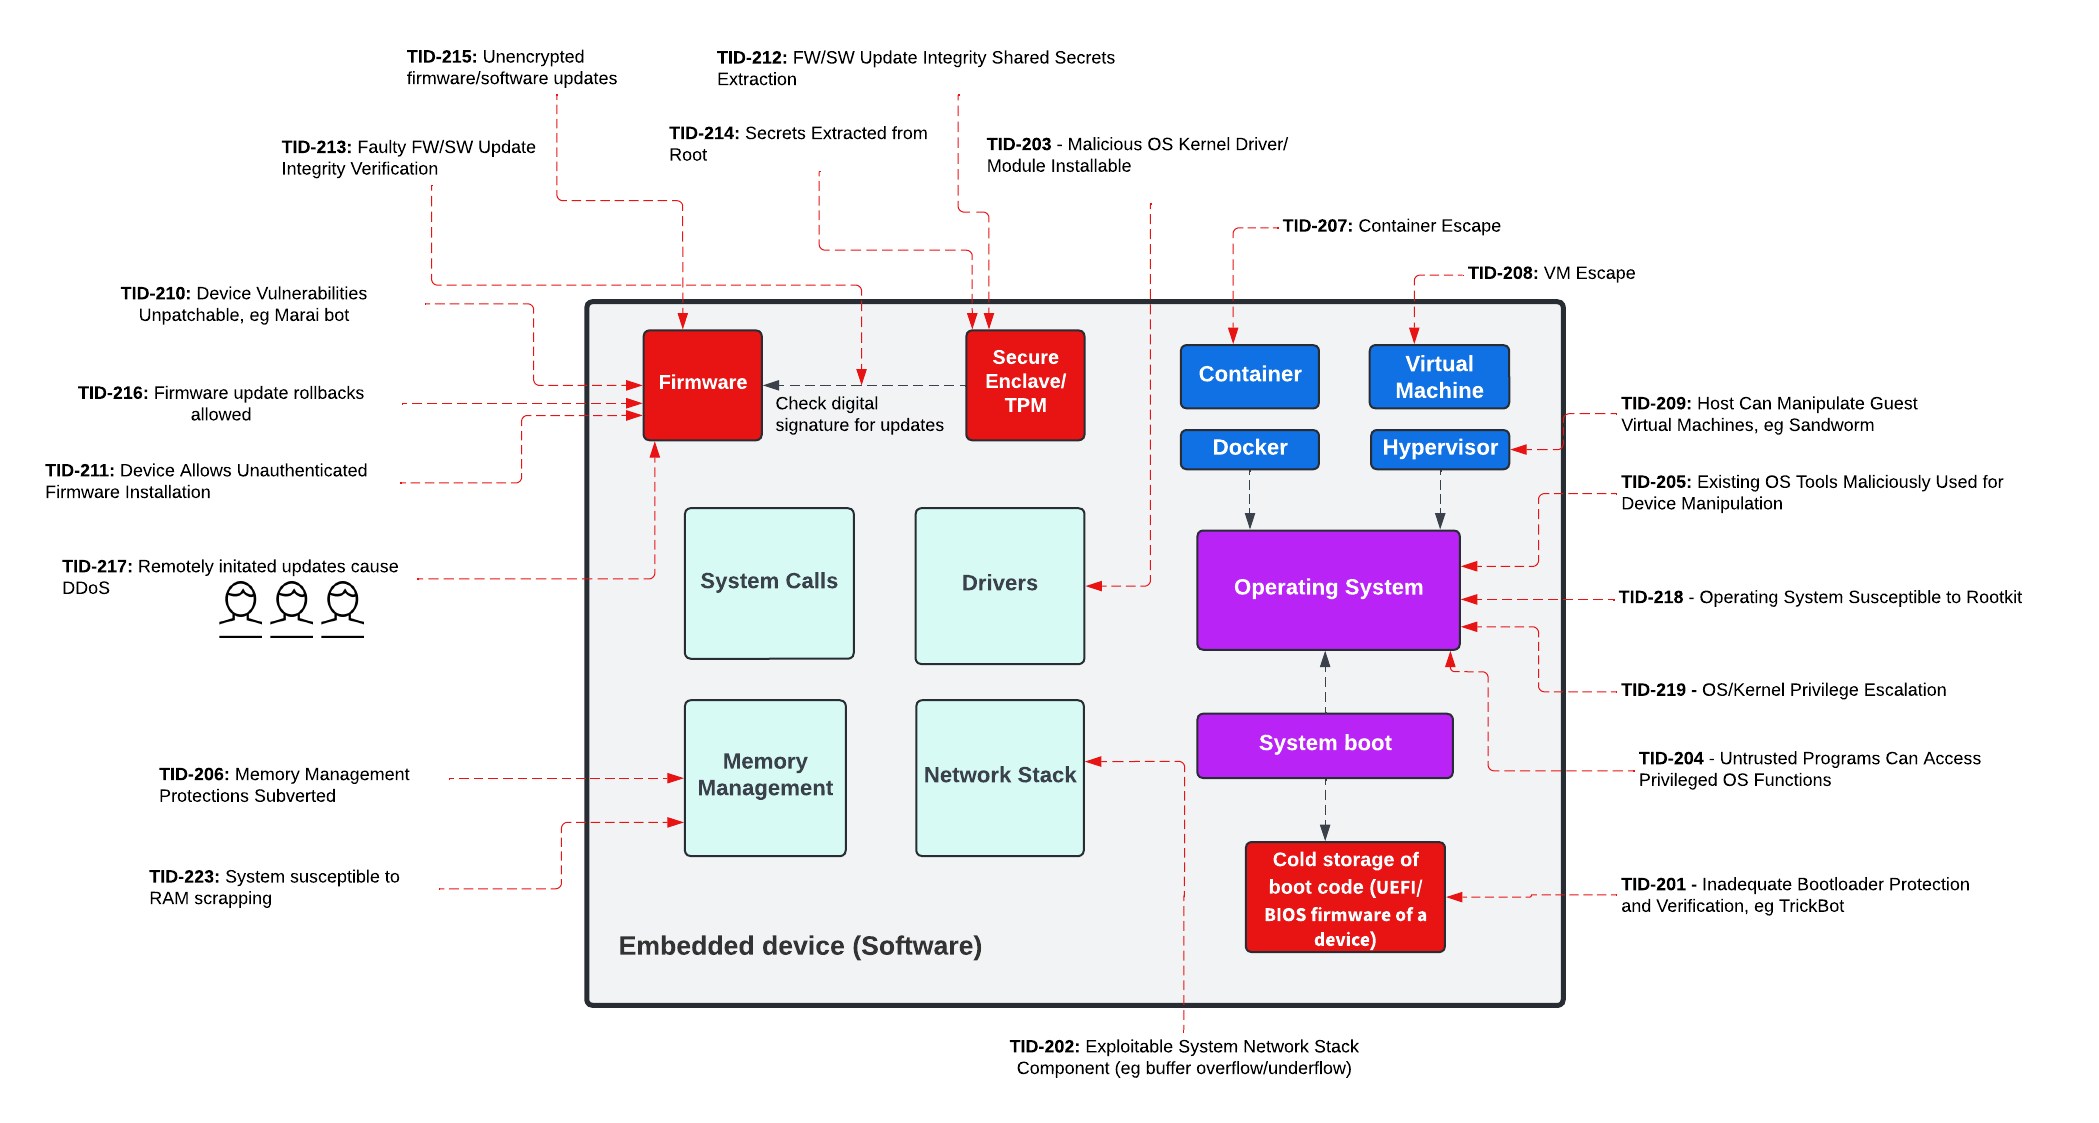 TID-215: Unencrypted
firmware/software updates
TID-212: FW/SW Update Integrity Shared Secrets
Extraction
TID-213: Faulty FW/SW Update
Integrity Verification
TID-214: Secrets Extracted from
Root
TID-203 - Malicious OS Kernel Driver/
Module Installable
TID-207: Container Escape
TID-208: VM Escape
TID-210: Device Vulnerabilities
Unpatchable, eg Marai bot
TID-216: Firmware update rollbacks
allowed
TID-211: Device Allows Unauthenticated
Firmware Installation
TID-217: Remotely initated updates cause
DDoS
TID-206: Memory Management
Protections Subverted
TID-223: System susceptible to
RAM scrapping
Firmware
Check digital
signature for updates
Secure
Enclave/
TPM
Container
Virtual
Machine
Docker
Hypervisor
System Calls
Drivers
Operating System
Memory
Management
Network Stack
System boot
Cold storage of
boot code (UEFI/
BIOS firmware of a
device)
Embedded device (Software)
TID-209: Host Can Manipulate Guest
Virtual Machines, eg Sandworm
TID-205: Existing OS Tools Maliciously Used for
Device Manipulation
TID-218 - Operating System Susceptible to Rootkit
TID-219 - OS/Kernel Privilege Escalation
TID-204 - Untrusted Programs Can Access
Privileged OS Functions
TID-201 - Inadequate Bootloader Protection
and Verification, eg TrickBot
TID-202: Exploitable System Network Stack
Component (eg buffer overflow/underflow)